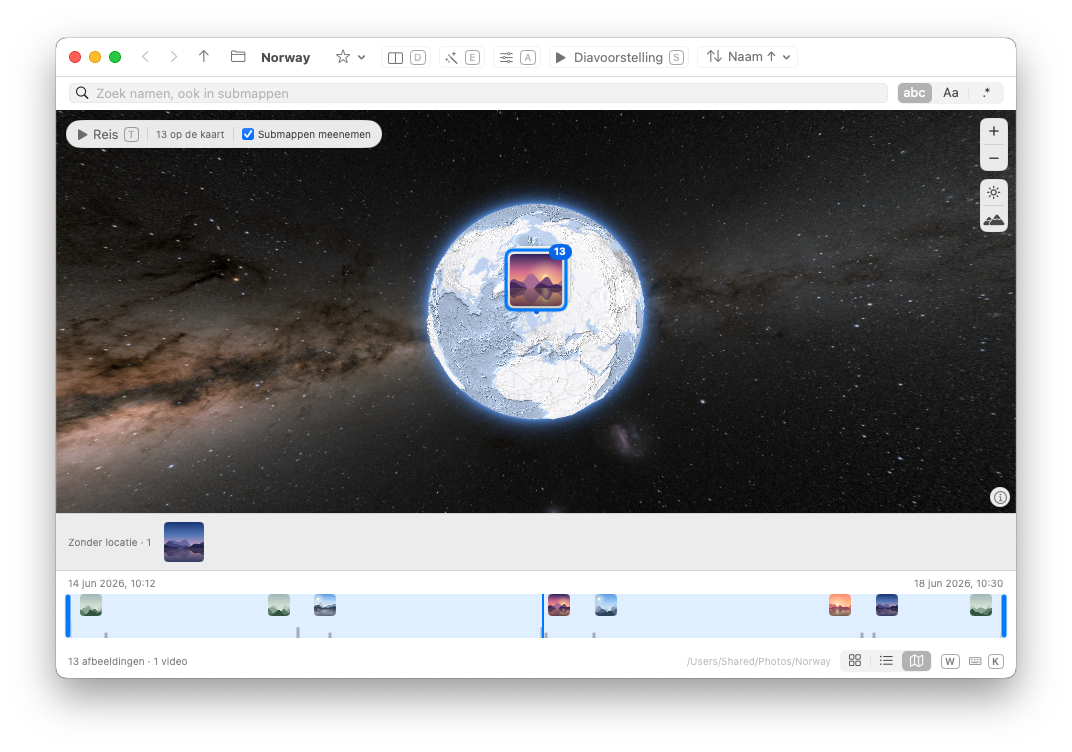 Norway
D
E
A
Diavoorstelling S
Naam
Zoek namen, ook in submappen
abc Aa .*
Reis T 13 op de kaart Submappen meenemen
13
Zonder locatie · 1
14 jun 2026, 10:12
18 jun 2026, 10:30
13 afbeeldingen · 1 video
/Users/Shared/Photos/Norway
W
K